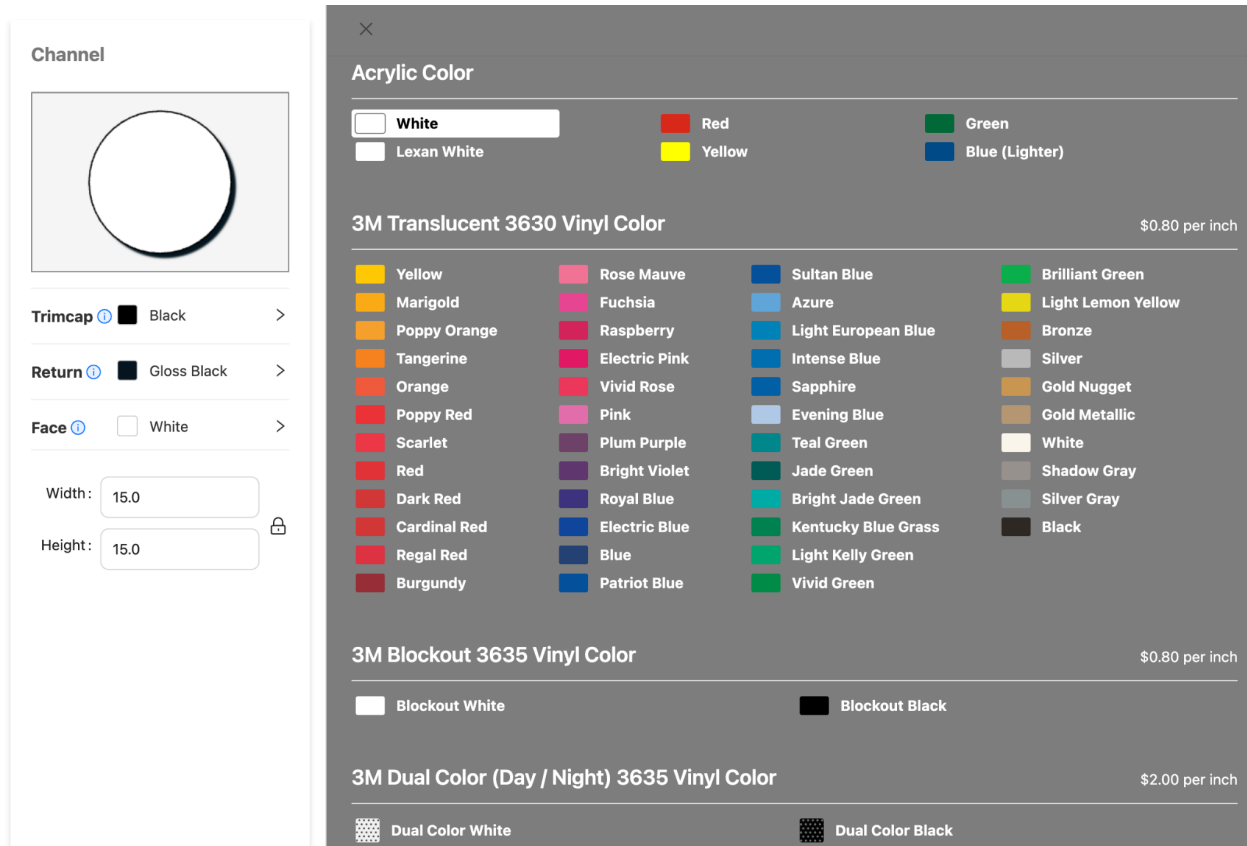 Channel
Trimcap Black
Return Gloss Black
Face White
Width: 15.0
Height: 15.0
Acrylic Color
White Red Green
Lexan White Yellow Blue (Lighter)
3M Translucent 3630 Vinyl Color $0.80 per inch
Yellow Rose Mauve Sultan Blue Brilliant Green
Marigold Fuchsia Azure Light Lemon Yellow
Poppy Orange Raspberry Light European Blue Bronze
Tangerine Electric Pink Intense Blue Silver
Orange Vivid Rose Sapphire Gold Nugget
Poppy Red Pink Evening Blue Gold Metallic
Scarlet Plum Purple Teal Green White
Red Bright Violet Jade Green Shadow Gray
Dark Red Royal Blue Bright Jade Green Silver Gray
Cardinal Red Electric Blue Kentucky Blue Grass Black
Regal Red Blue Light Kelly Green
Burgundy Patriot Blue Vivid Green
3M Blockout 3635 Vinyl Color $0.80 per inch
Blockout White Blockout Black
3M Dual Color (Day / Night) 3635 Vinyl Color $2.00 per inch
Dual Color White Dual Color Black